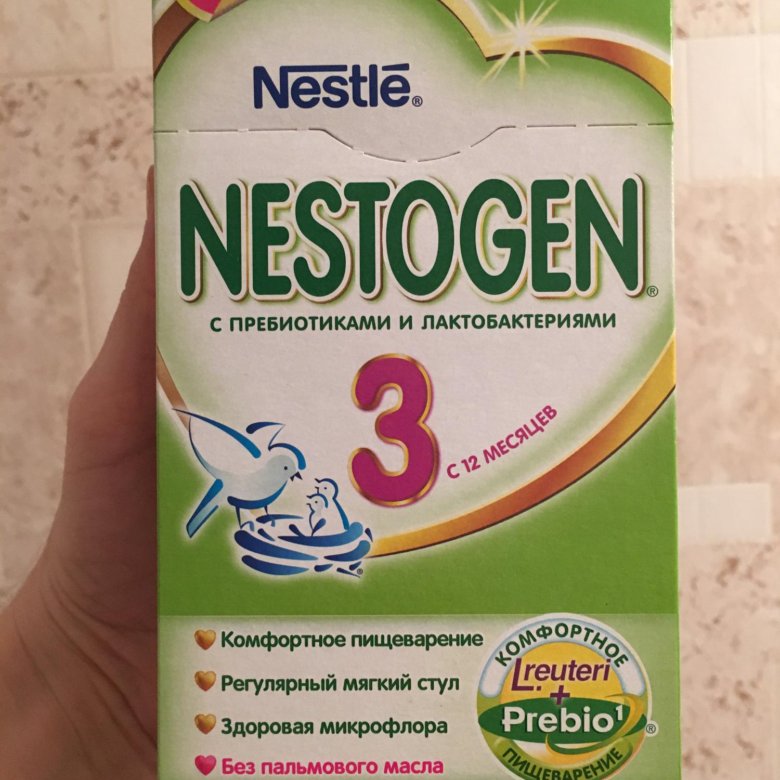 Nestlé®
NESTOGEN®
С ПРЕБИОТИКАМИ И ЛАКТОБАКТЕРИЯМИ
3
С 12 МЕСЯЦЕВ
Комфортное пищеварение
Регулярный мягкий стул
Здоровая микрофлора
Без пальмового масла
КОМФОРТНОЕ
L.reuteri
+
Prebio¹®
ПИЩЕВАРЕНИЕ